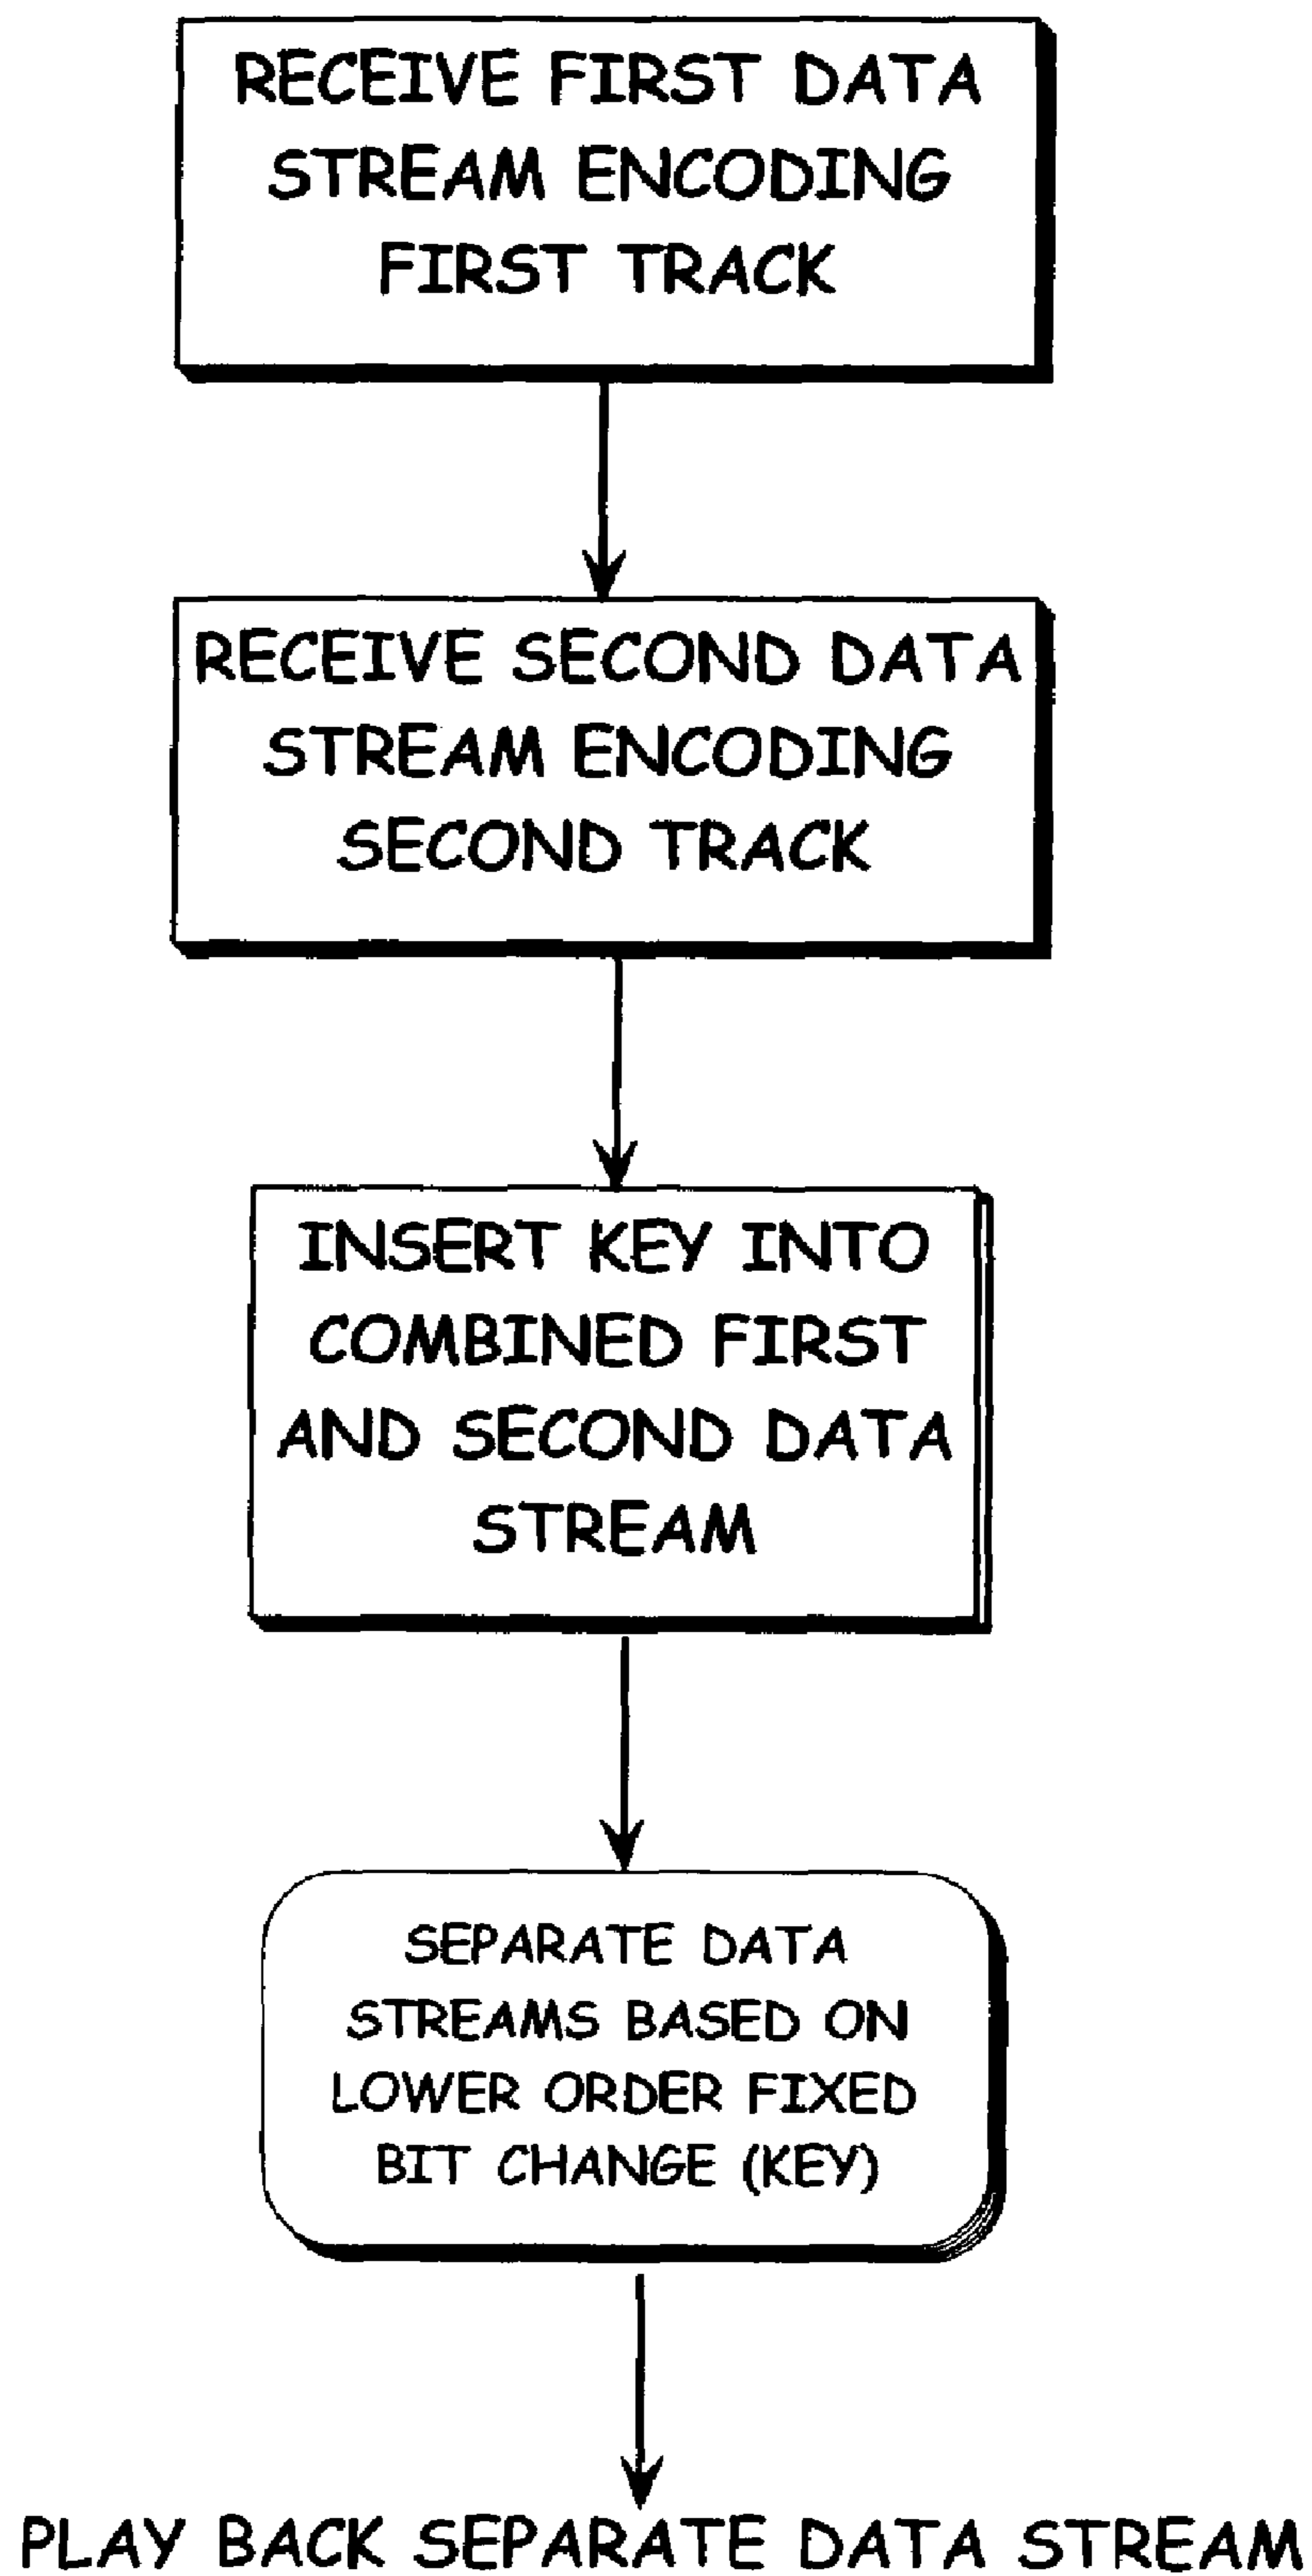 RECEIVE FIRST DATA
STREAM ENCODING
FIRST TRACK
RECEIVE SECOND DATA
STREAM ENCODING
SECOND TRACK
INSERT KEY INTO
COMBINED FIRST
AND SECOND DATA
STREAM
SEPARATE DATA
STREAMS BASED ON
LOWER ORDER FIXED
BIT CHANGE (KEY)
PLAY BACK SEPARATE DATA STREAM